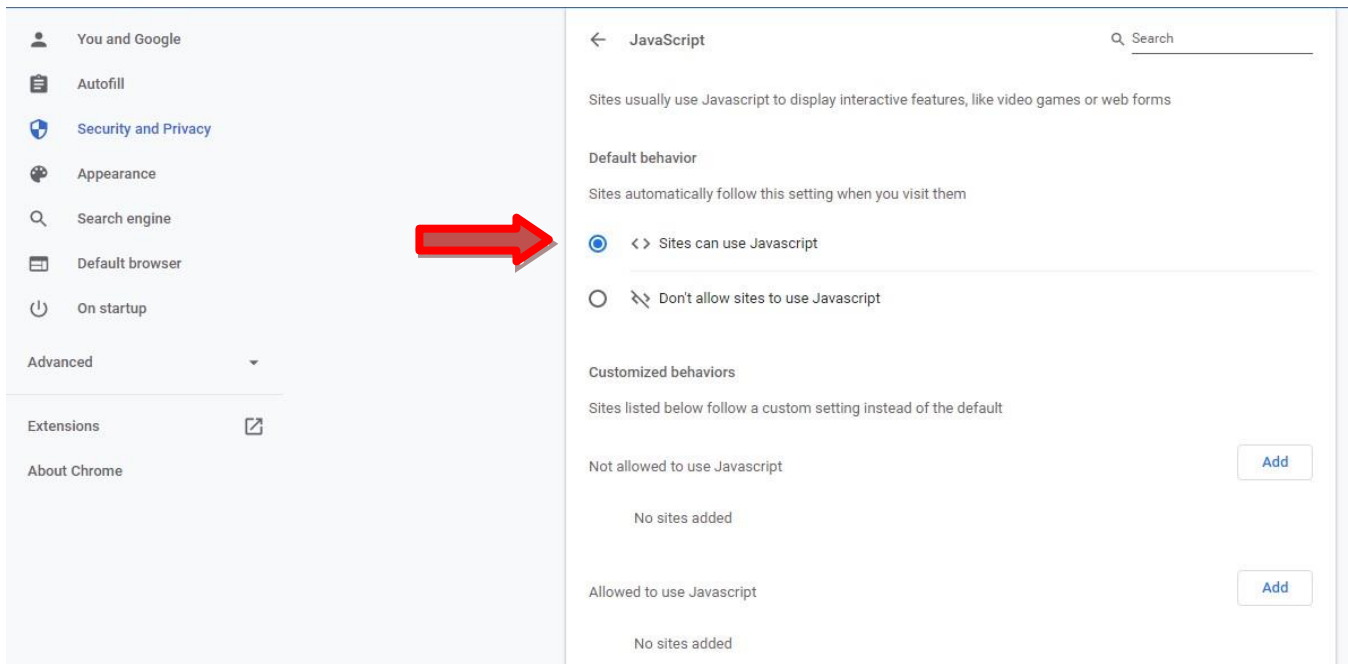 You and Google
Autofill
Security and Privacy
Appearance
Search engine
Default browser
On startup
Advanced
Extensions
About Chrome
JavaScript
Search
Sites usually use Javascript to display interactive features, like video games or web forms
Default behavior
Sites automatically follow this setting when you visit them
Sites can use Javascript
Don't allow sites to use Javascript
Customized behaviors
Sites listed below follow a custom setting instead of the default
Not allowed to use Javascript
Add
No sites added
Allowed to use Javascript
Add
No sites added